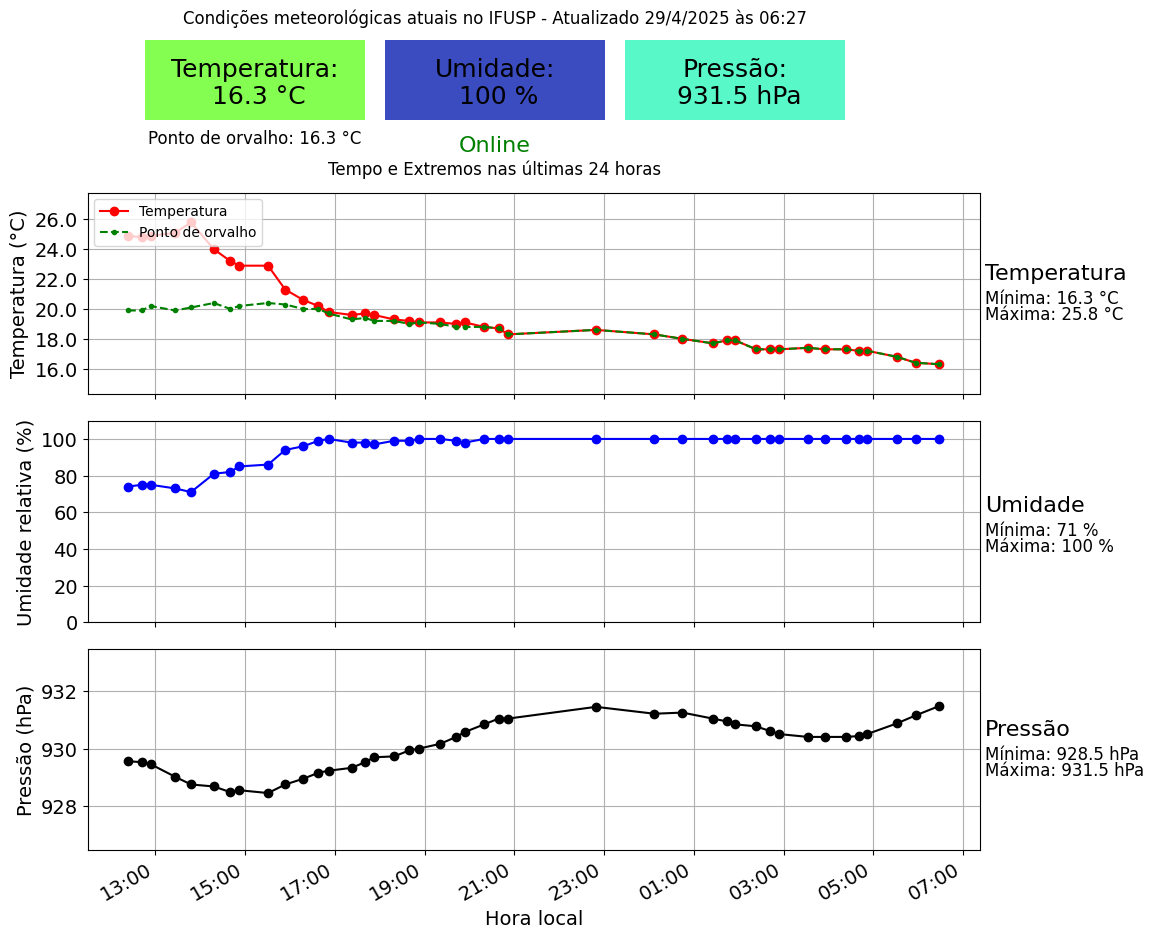 Condições meteorológicas atuais no IFUSP - Atualizado 29/4/2025 às 06:27
Temperatura:
16.3 °C
Umidade:
100 %
Pressão:
931.5 hPa
Ponto de orvalho: 16.3 °C
Online
Tempo e Extremos nas últimas 24 horas
Temperatura (°C)
26.0
24.0
22.0
20.0
18.0
16.0
Temperatura
Ponto de orvalho
Temperatura
Mínima: 16.3 °C
Máxima: 25.8 °C
Umidade relativa (%)
100
80
60
40
20
0
Umidade
Mínima: 71 %
Máxima: 100 %
Pressão (hPa)
932
930
928
Pressão
Mínima: 928.5 hPa
Máxima: 931.5 hPa
13:00
15:00
17:00
19:00
21:00
23:00
01:00
03:00
05:00
07:00
Hora local